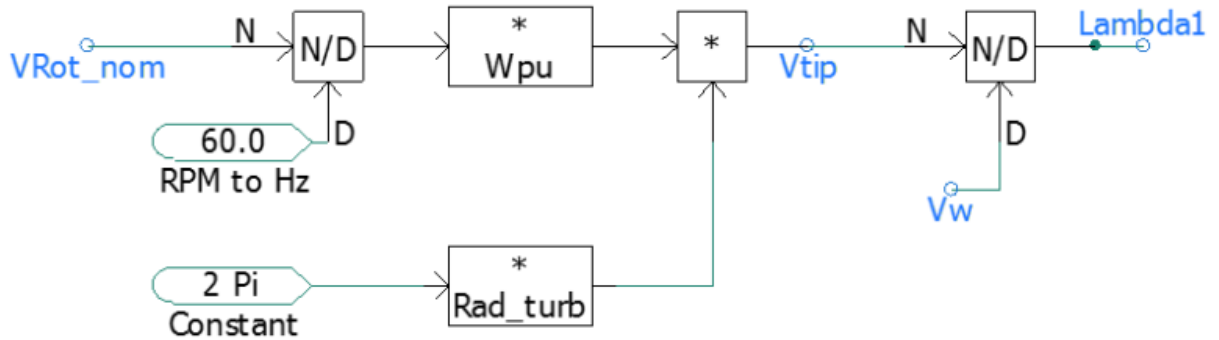 VRot_nom
N
N/D
D
60.0
RPM to Hz
*
Wpu
*
Vtip
N
N/D
D
Vw
Lambda1
2 Pi
Constant
*
Rad_turb